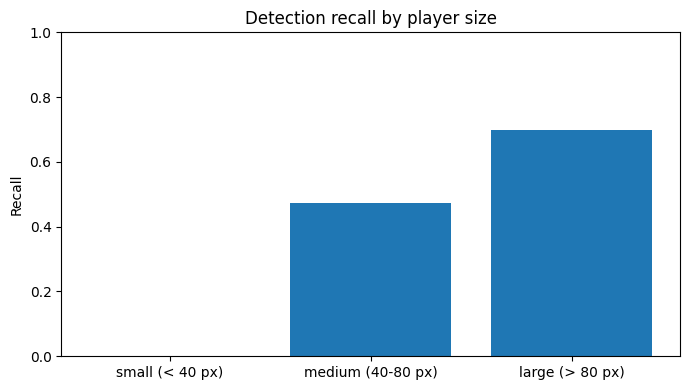 Detection recall by player size
1.0
0.8
0.6
0.4
0.2
0.0
Recall
small (< 40 px)
medium (40-80 px)
large (> 80 px)